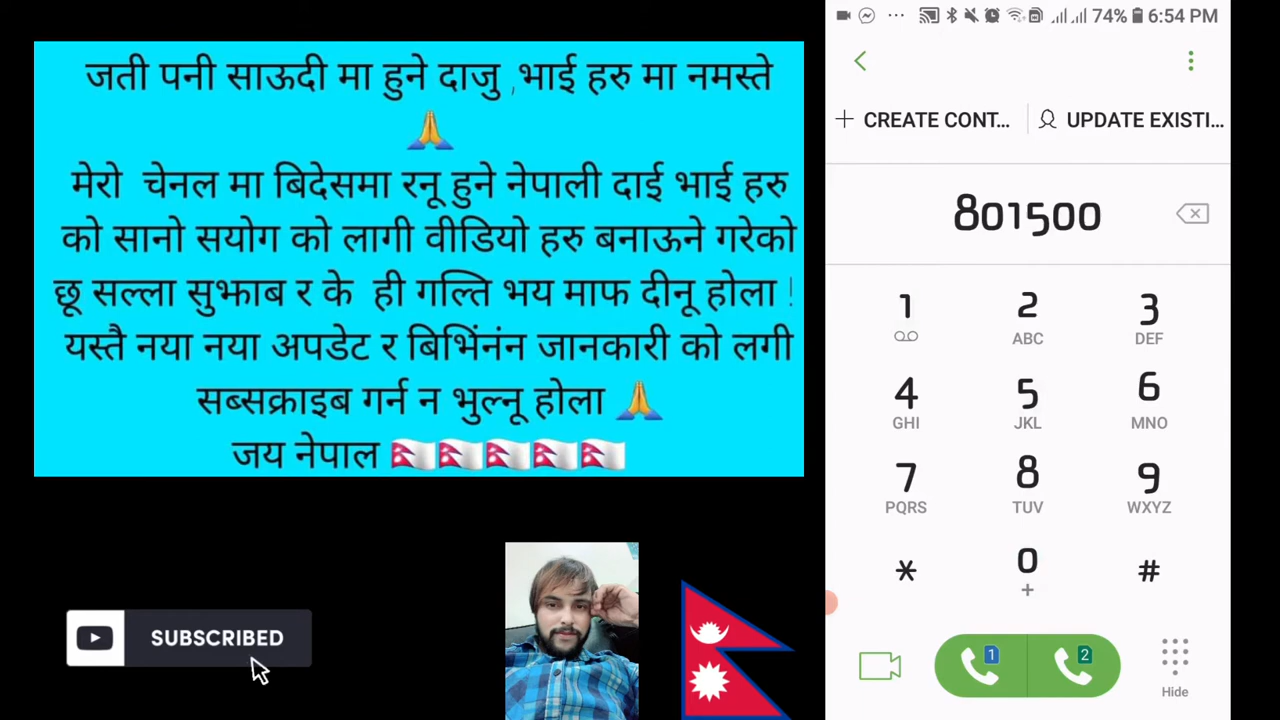 जती पनी साऊदी मा हुने दाजु ,भाई हरु मा नमस्ते
🙏
मेरो चेनल मा बिदेसमा रनू हुने नेपाली दाई भाई हरु
को सानो सयोग को लागी वीडियो हरु बनाऊने गरेको
छू सल्ला सुझाब र के ही गल्ति भय माफ दीनू होला !
यस्तै नया नया अपडेट र बिभिंनंन जानकारी को लगी
सब्सक्राइब गर्न न भुल्नू होला 🙏
जय नेपाल 🇳🇵🇳🇵🇳🇵🇳🇵🇳🇵
SUBSCRIBED
... 74% 6:54 PM
+ CREATE CONT... UPDATE EXISTI...
801500
1 2 3
ABC DEF
4 5 6
GHI JKL MNO
7 8 9
PQRS TUV WXYZ
* 0 #
+
1 2
Hide